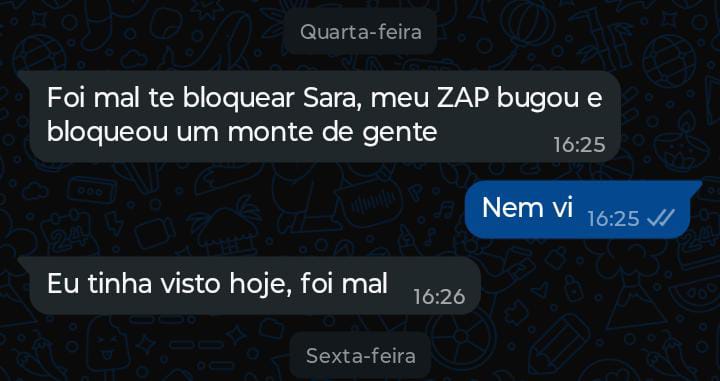 Quarta-feira
Foi mal te bloquear Sara, meu ZAP bugou e
bloqueou um monte de gente
16:25
Nem vi 16:25
Eu tinha visto hoje, foi mal 16:26
Sexta-feira